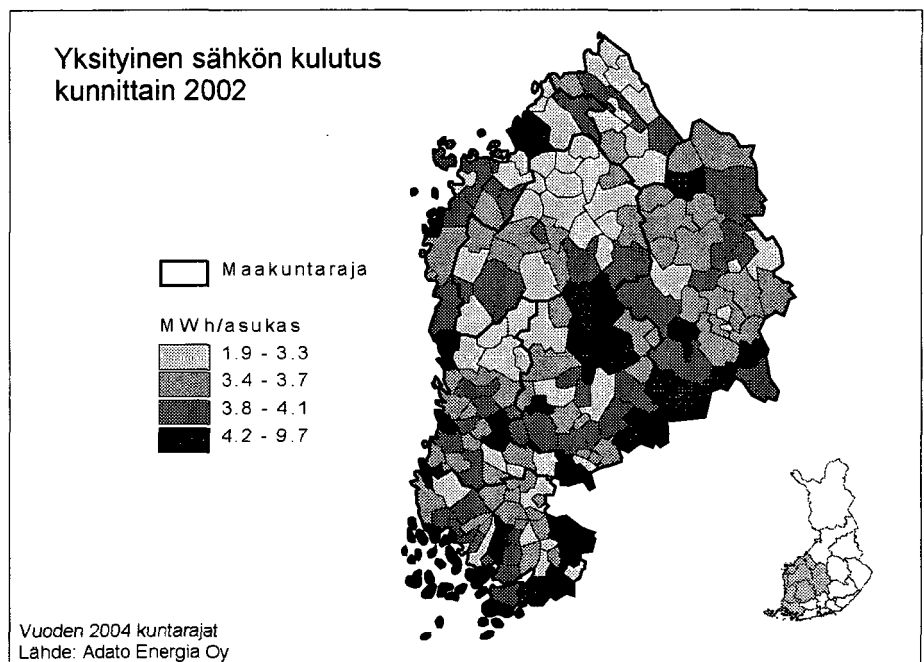 Yksityinen sähkön kulutus
kunnittain 2002
Maakuntaraja
MWh/asukas
1.9 - 3.3
3.4 - 3.7
3.8 - 4.1
4.2 - 9.7
Vuoden 2004 kuntarajat
Lähde: Adato Energia Oy